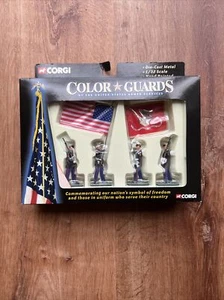 CORGI
Die-Cast Metal
1/32 Scale
Hand Painted
COLOR GUARDS
OF THE UNITED STATES ARMED SERVICES
Commemorating our nation's symbol of freedom
and those in uniform who serve their country
CORGI